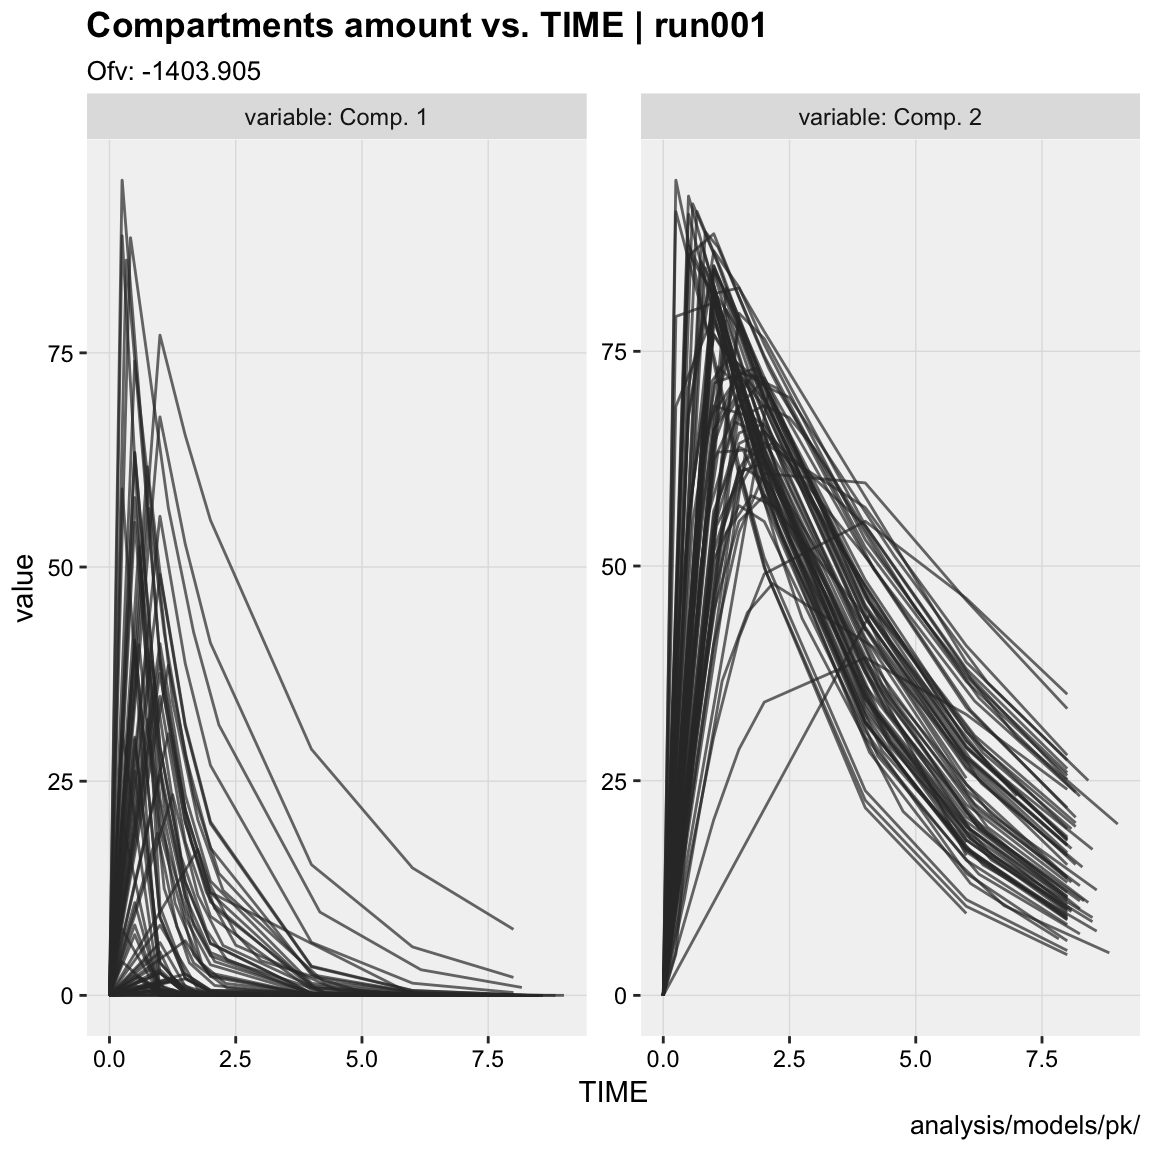 Compartments amount vs. TIME | run001
Ofv: -1403.905
variable: Comp. 1
variable: Comp. 2
value
75
50
25
0
75
50
25
0
0.0 2.5 5.0 7.5
0.0 2.5 5.0 7.5
TIME
analysis/models/pk/